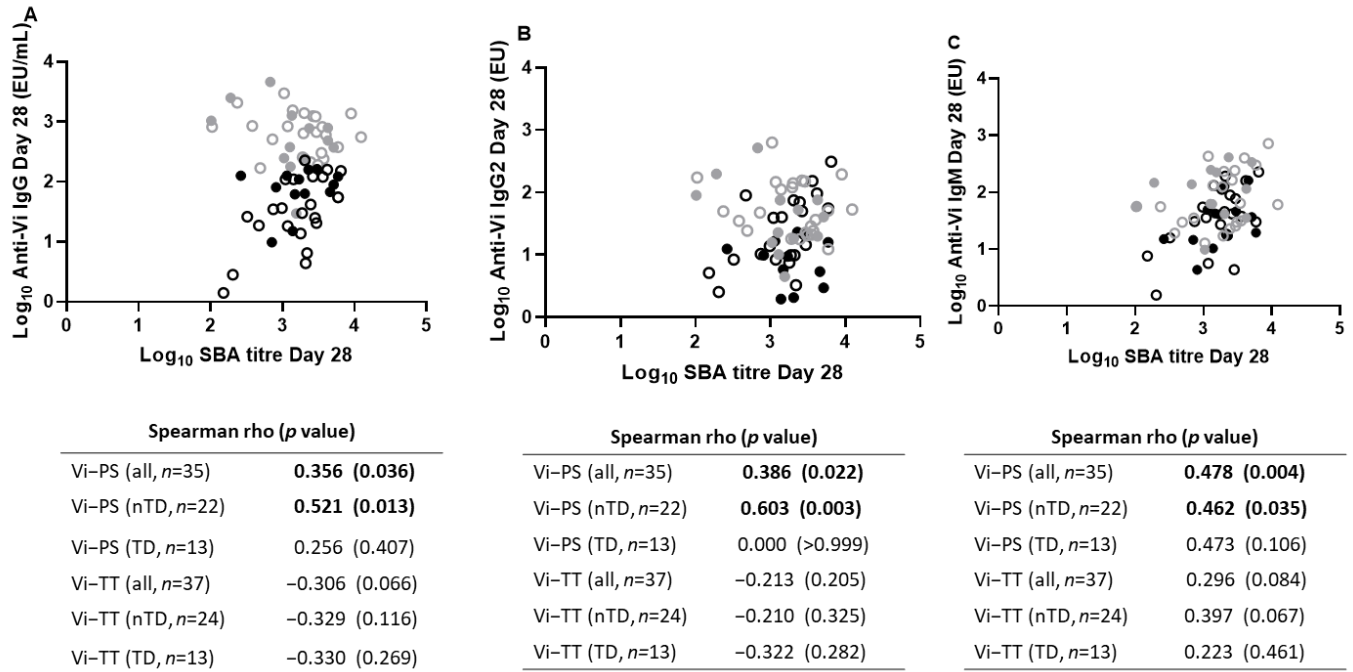 A
Log10 Anti-Vi IgG Day 28 (EU/mL)
4
3
2
1
0
0 1 2 3 4 5
Log10 SBA titre Day 28
Spearman rho (p value)
Vi–PS (all, n=35) 0.356 (0.036)
Vi–PS (nTD, n=22) 0.521 (0.013)
Vi–PS (TD, n=13) 0.256 (0.407)
Vi–TT (all, n=37) −0.306 (0.066)
Vi–TT (nTD, n=24) −0.329 (0.116)
Vi–TT (TD, n=13) −0.330 (0.269)
B
Log10 Anti-Vi IgG2 Day 28 (EU)
4
3
2
1
0
0 1 2 3 4 5
Log10 SBA titre Day 28
Spearman rho (p value)
Vi–PS (all, n=35) 0.386 (0.022)
Vi–PS (nTD, n=22) 0.603 (0.003)
Vi–PS (TD, n=13) 0.000 (>0.999)
Vi–TT (all, n=37) −0.213 (0.205)
Vi–TT (nTD, n=24) −0.210 (0.325)
Vi–TT (TD, n=13) −0.322 (0.282)
C
Log10 Anti-Vi IgM Day 28 (EU)
4
3
2
1
0
0 1 2 3 4 5
Log10 SBA titre Day 28
Spearman rho (p value)
Vi–PS (all, n=35) 0.478 (0.004)
Vi–PS (nTD, n=22) 0.462 (0.035)
Vi–PS (TD, n=13) 0.473 (0.106)
Vi–TT (all, n=37) 0.296 (0.084)
Vi–TT (nTD, n=24) 0.397 (0.067)
Vi–TT (TD, n=13) 0.223 (0.461)